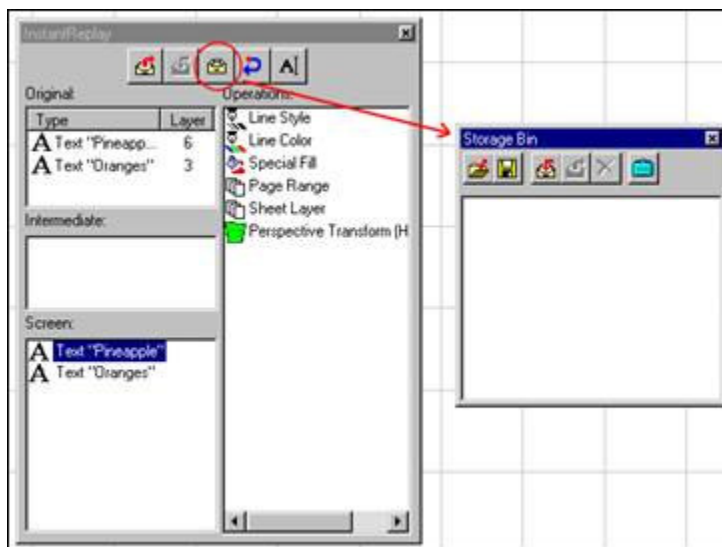 InstantReplay
A
Original:
Operations:
Type Layer
A Text "Pineapp... 6
A Text "Oranges" 3
Line Style
Line Color
Special Fill
Page Range
Sheet Layer
Perspective Transform (H
Intermediate:
Screen:
A Text "Pineapple"
A Text "Oranges"
Storage Bin